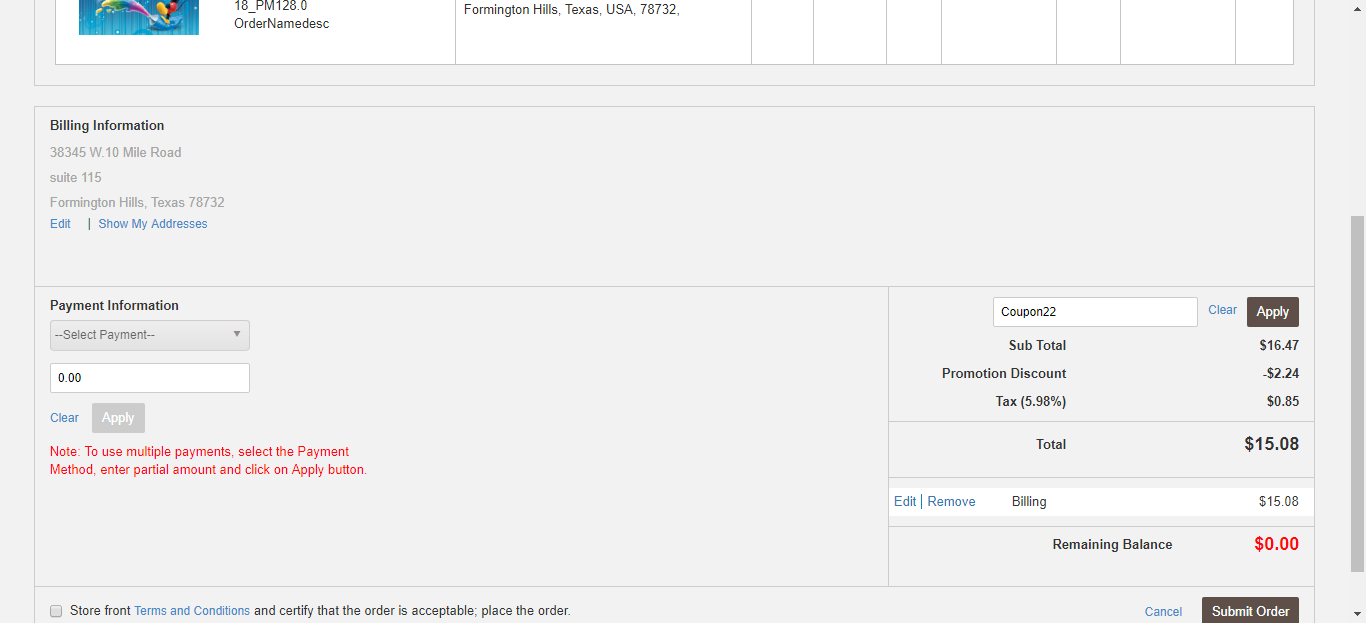 18_PM128.0
OrderNamedesc
Formington Hills, Texas, USA, 78732,
Billing Information
38345 W.10 Mile Road
suite 115
Formington Hills, Texas 78732
Edit | Show My Addresses
Payment Information
--Select Payment--
0.00
Clear Apply
Note: To use multiple payments, select the Payment
Method, enter partial amount and click on Apply button.
Coupon22 Clear Apply
Sub Total $16.47
Promotion Discount -$2.24
Tax (5.98%) $0.85
Total $15.08
Edit | Remove Billing $15.08
Remaining Balance $0.00
Store front Terms and Conditions and certify that the order is acceptable; place the order.
Cancel Submit Order